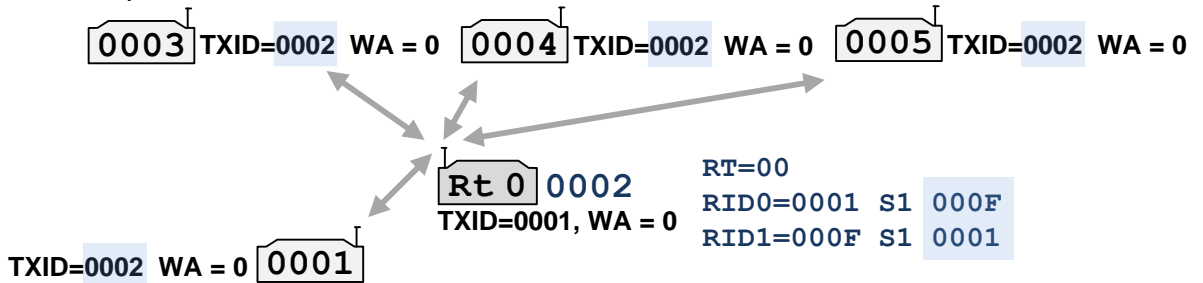 0003 TXID=0002 WA = 0 0004 TXID=0002 WA = 0 0005 TXID=0002 WA = 0
Rt 0 0002
TXID=0001, WA = 0
RT=00
RID0=0001 S1 000F
RID1=000F S1 0001
TXID=0002 WA = 0 0001